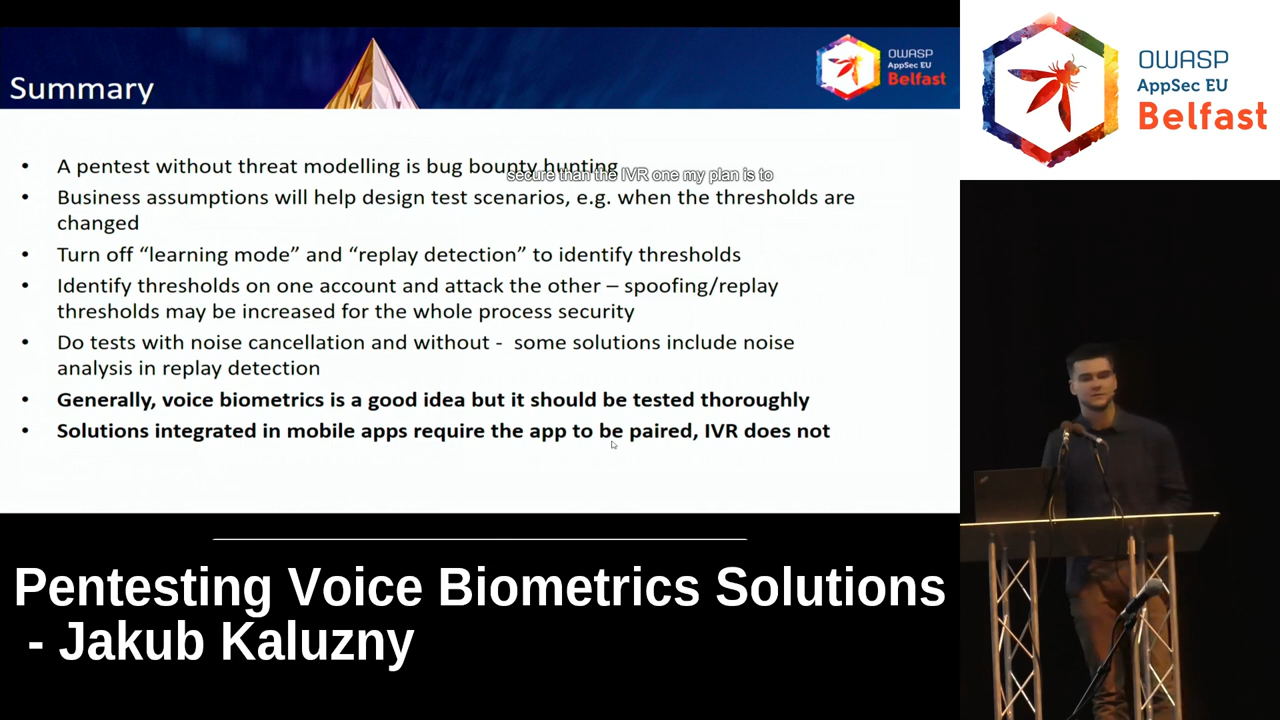 Summary
OWASP
AppSec EU
Belfast
• A pentest without threat modelling is bug bounty hunting
secure than the IVR one my plan is to
• Business assumptions will help design test scenarios, e.g. when the thresholds are
changed
• Turn off “learning mode” and “replay detection” to identify thresholds
• Identify thresholds on one account and attack the other – spoofing/replay
thresholds may be increased for the whole process security
• Do tests with noise cancellation and without - some solutions include noise
analysis in replay detection
• Generally, voice biometrics is a good idea but it should be tested thoroughly
• Solutions integrated in mobile apps require the app to be paired, IVR does not
Pentesting Voice Biometrics Solutions
- Jakub Kaluzny
OWASP
AppSec EU
Belfast